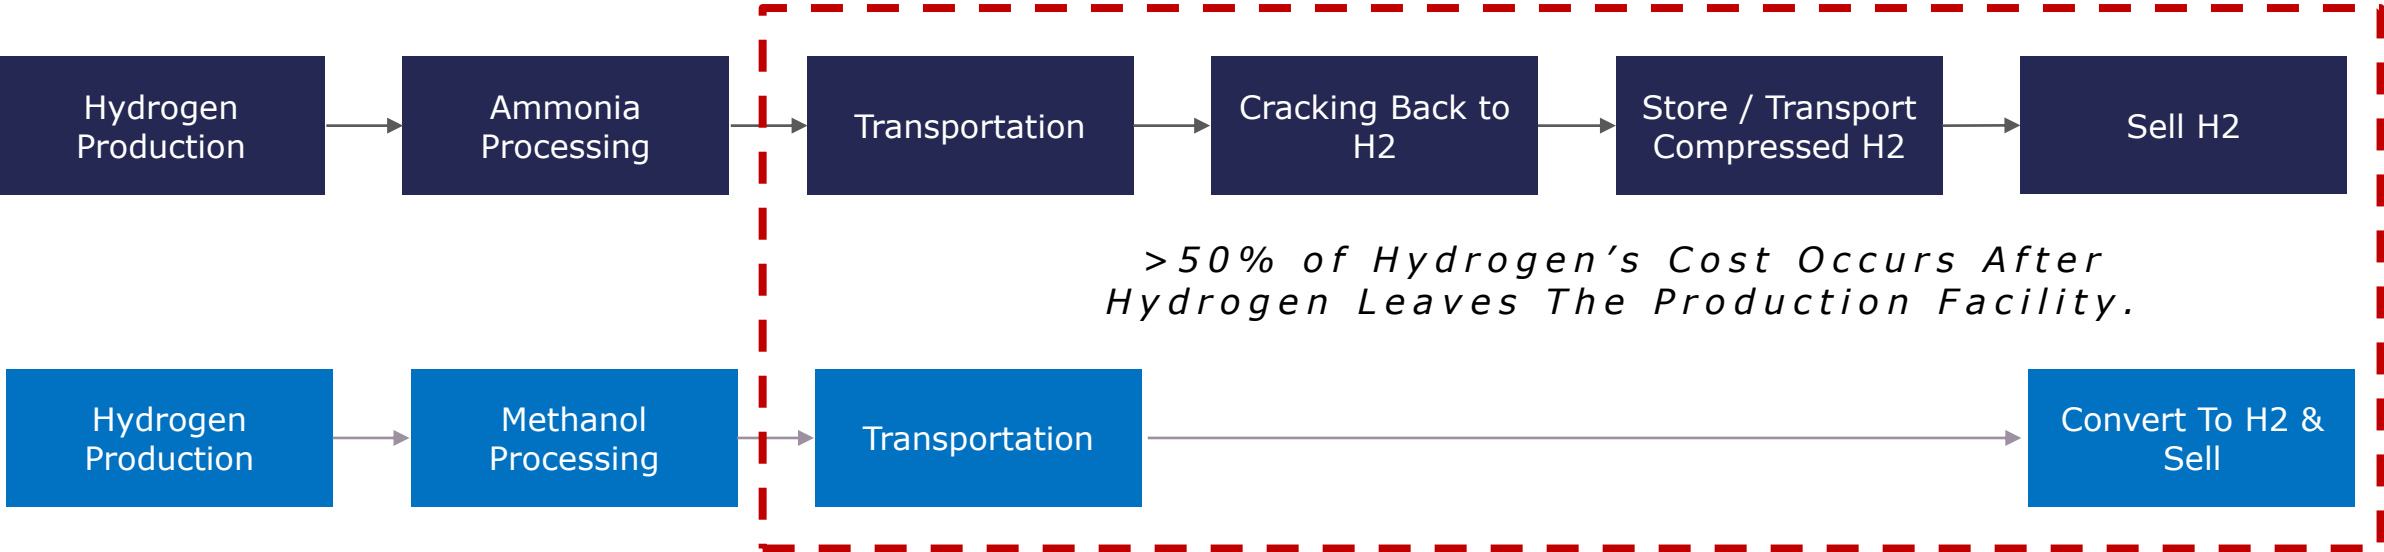 Hydrogen
Production
Ammonia
Processing
Transportation
Cracking Back to
H2
Store / Transport
Compressed H2
Sell H2
>50% of Hydrogen’s Cost Occurs After
Hydrogen Leaves The Production Facility.
Hydrogen
Production
Methanol
Processing
Transportation
Convert To H2 &
Sell